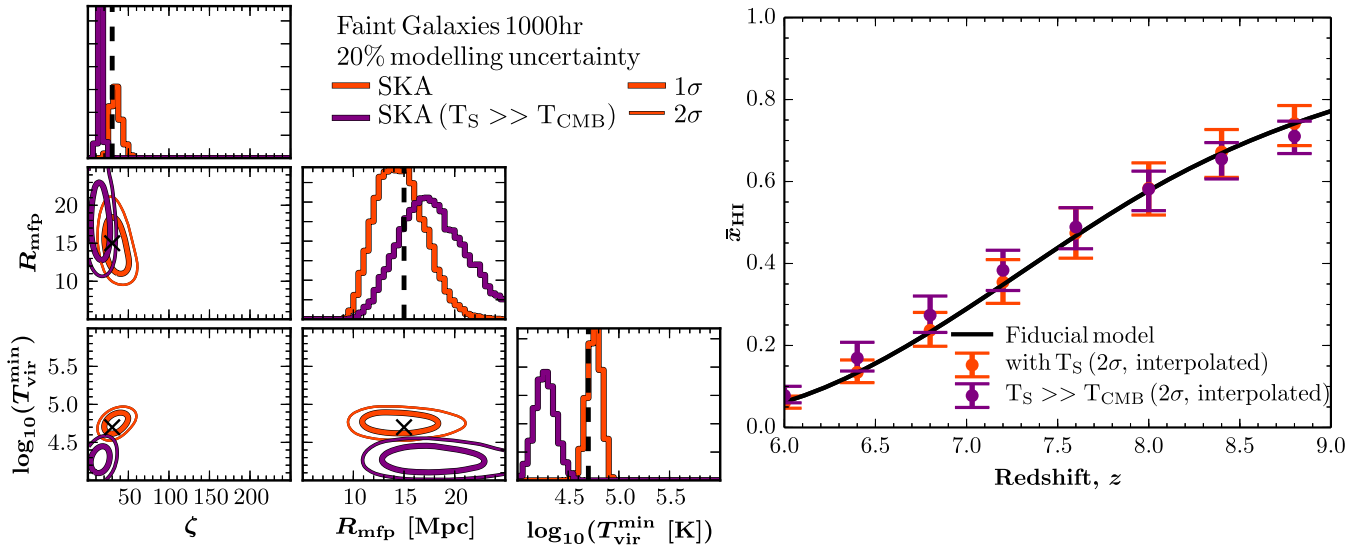 Faint Galaxies 1000hr
20% modelling uncertainty
SKA 1σ
SKA (T_S >> T_CMB) 2σ
R_mfp
20
15
10
log₁₀(T_vir^min)
5.5
5.0
4.5
50 100 150 200
ζ
10 15 20
R_mfp [Mpc]
4.5 5.0 5.5
log₁₀(T_vir^min [K])
x̄_HI
1.0
0.8
0.6
0.4
0.2
0.0
Fiducial model
with T_S (2σ, interpolated)
T_S >> T_CMB (2σ, interpolated)
6.0 6.5 7.0 7.5 8.0 8.5 9.0
Redshift, z